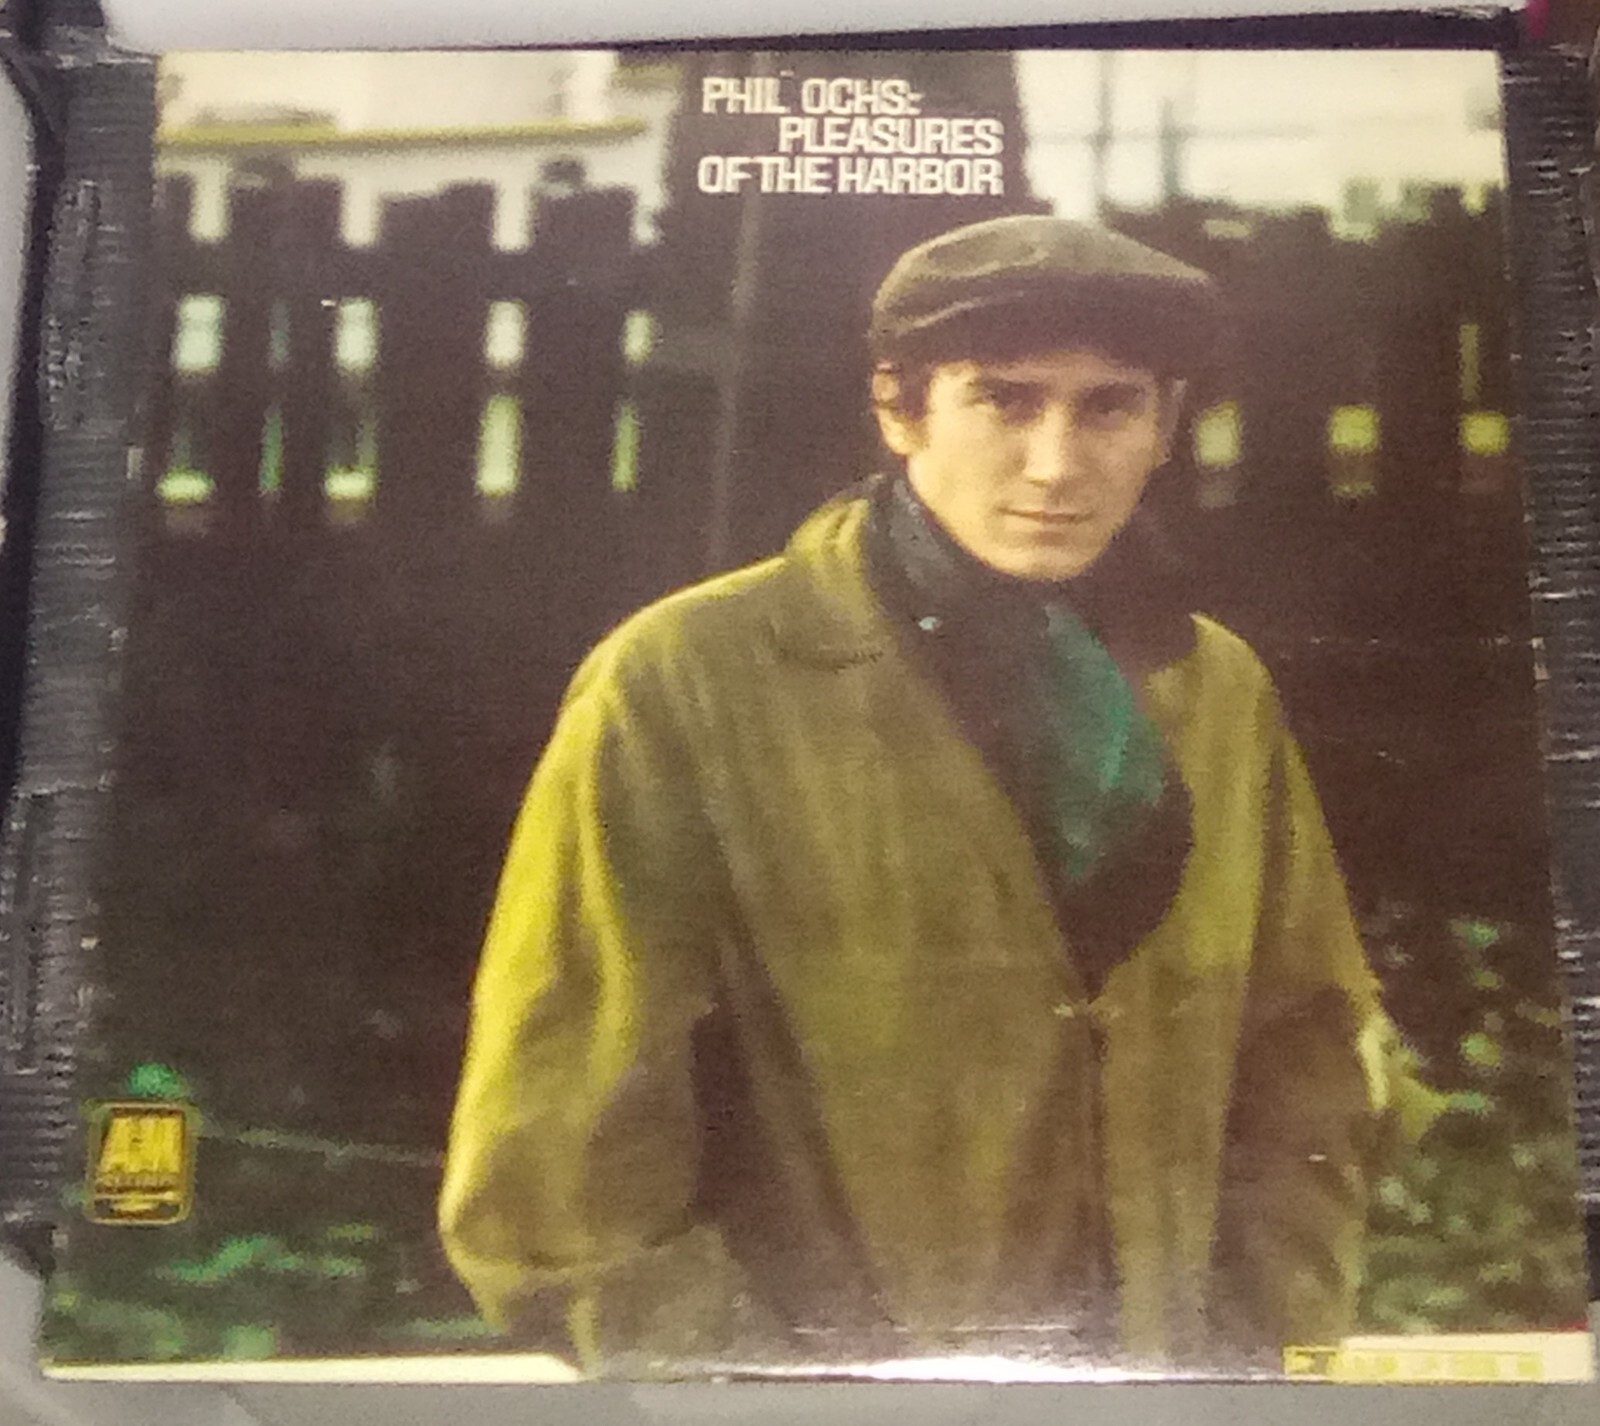 PHIL OCHS:
PLEASURES
OF THE HARBOR
A&M